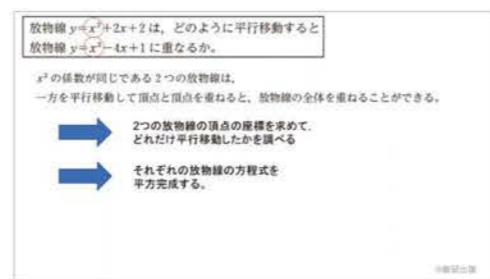 放物線 y=x²+2x+2 は、どのように平行移動すると
放物線 y=x²−4x+1 に重なるか。
x² の係数が同じである 2 つの放物線は、
一方を平行移動して頂点と頂点を重ねると、放物線の全体を重ねることができる。
2つの放物線の頂点の座標を求めて、
どれだけ平行移動したかを調べる
それぞれの放物線の方程式を
平方完成する。